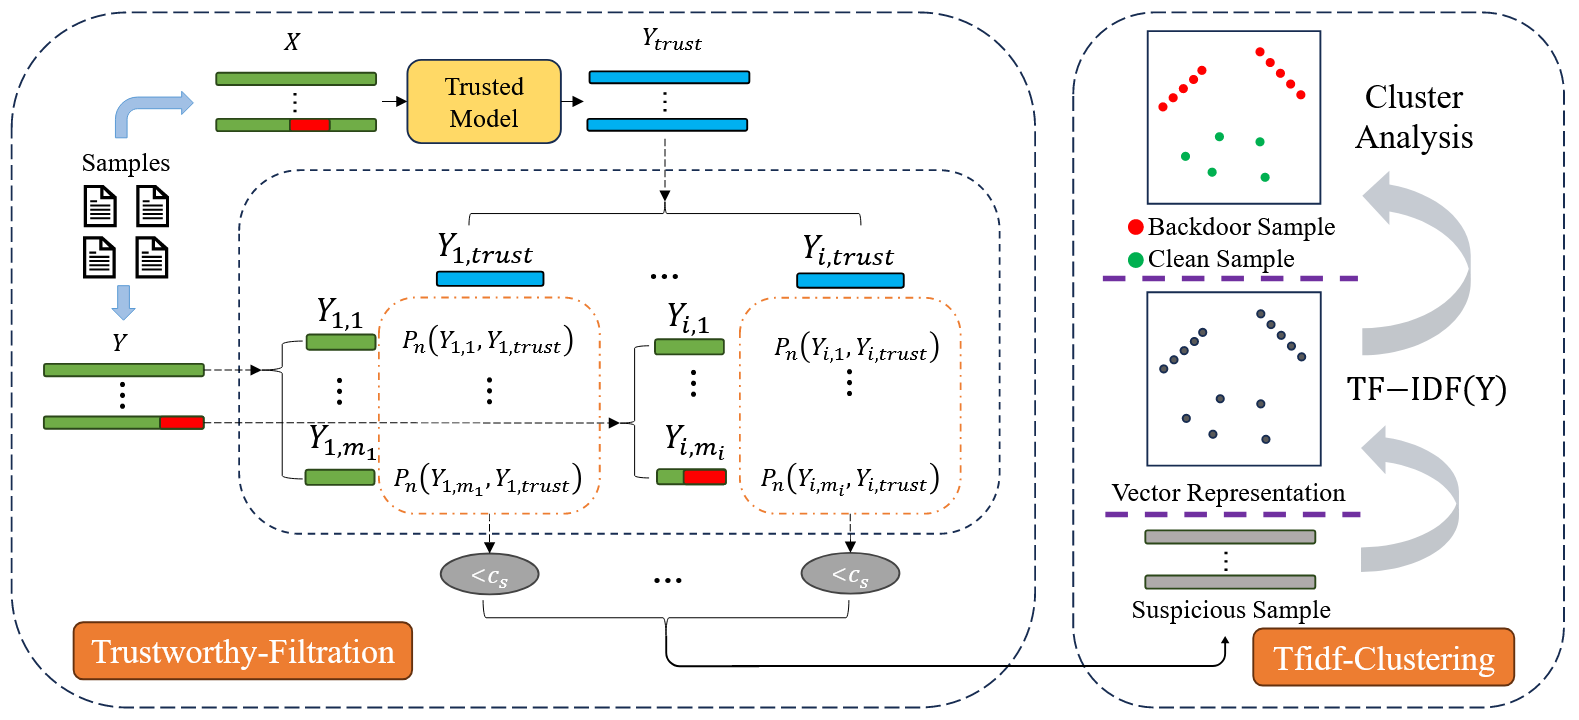 X
Y_{trust}
Trusted
Model
Samples
Y
Y_{1,trust}
...
Y_{i,trust}
Y_{1,1}
P_n(Y_{1,1}, Y_{1,trust})
Y_{i,1}
P_n(Y_{i,1}, Y_{i,trust})
Y_{1,m_1}
P_n(Y_{1,m_1}, Y_{1,trust})
Y_{i,m_i}
P_n(Y_{i,m_i}, Y_{i,trust})
<c_s
...
<c_s
Trustworthy-Filtration
Cluster
Analysis
Backdoor Sample
Clean Sample
TF−IDF(Y)
Vector Representation
Suspicious Sample
Tfidf-Clustering